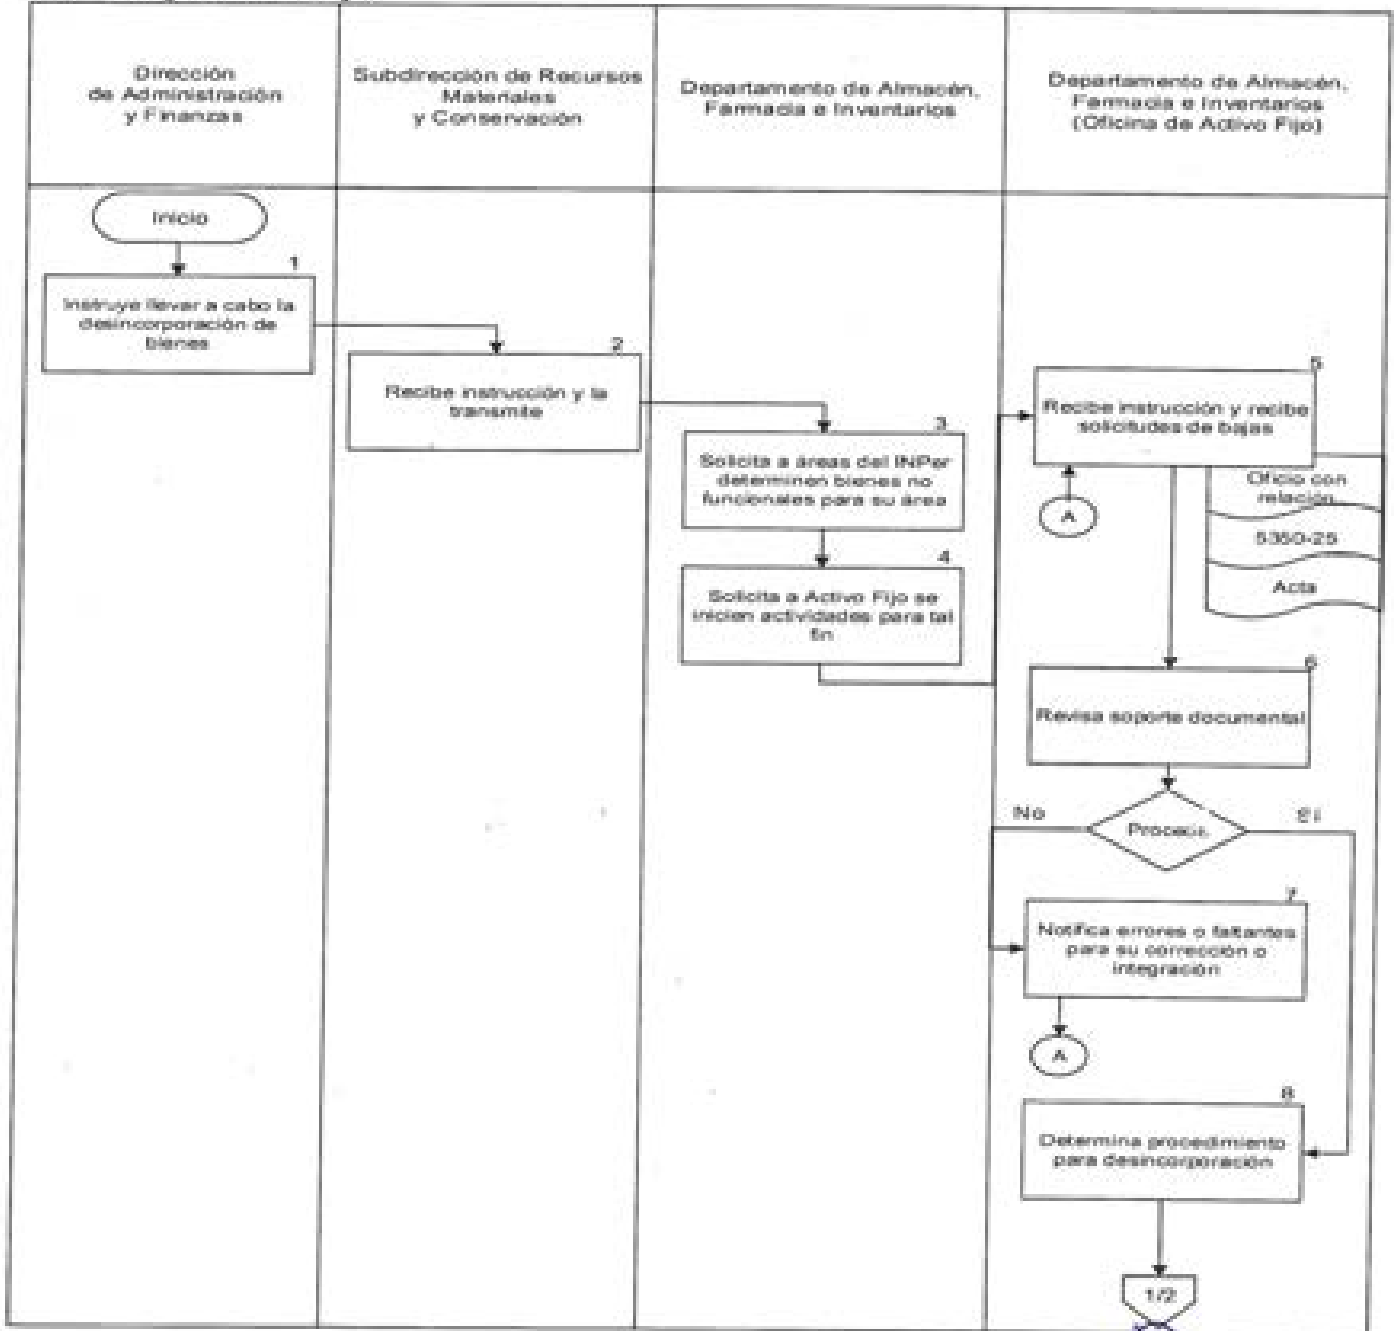 Dirección
de Administración
y Finanzas
Subdirección de Recursos
Materiales
y Conservación
Departamento de Almacén,
Farmacia e Inventarios
Departamento de Almacén,
Farmacia e Inventarios
(Oficina de Activo Fijo)
Inicio
1
Instruye llevar a cabo la
desincorporación de
bienes
2
Recibe instrucción y la
transmite
3
Solicita a áreas del INPer
determinen bienes no
funcionales para su área
4
Solicita a Activo Fijo se
inicien actividades para tal
fin
5
Recibe instrucción y recibe
solicitudes de bajas
A
Oficio con
relación
5350-25
Acta
6
Revisa soporte documental
No
Sí
7
Notifica errores o faltantes
para su corrección o
integración
A
8
Determina procedimiento
para desincorporación
1/2